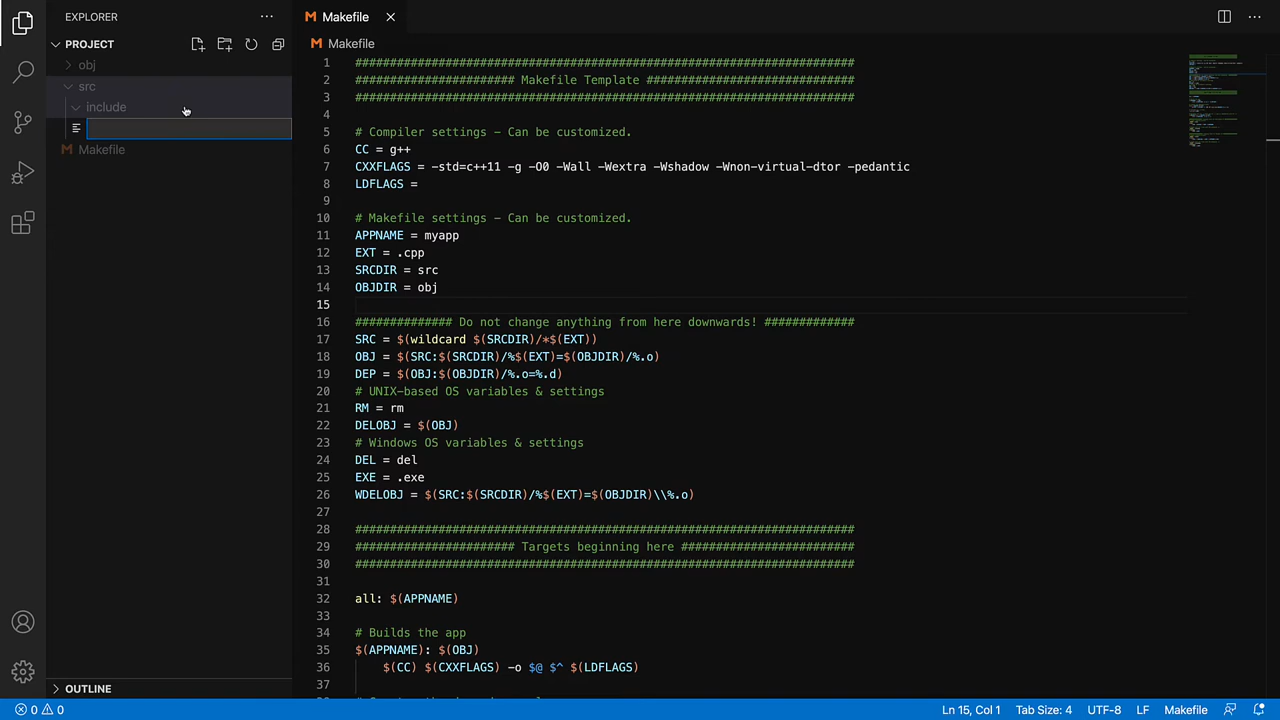 EXPLORER
PROJECT
obj
src
include
Makefile
Makefile
Makefile
1 ########################################################################
2 ####################### Makefile Template ##############################
3 ########################################################################
4
5 # Compiler settings - Can be customized.
6 CC = g++
7 CXXFLAGS = -std=c++11 -g -O0 -Wall -Wextra -Wshadow -Wnon-virtual-dtor -pedantic
8 LDFLAGS =
9
10 # Makefile settings - Can be customized.
11 APPNAME = myapp
12 EXT = .cpp
13 SRCDIR = src
14 OBJDIR = obj
15
16 ############## Do not change anything from here downwards! #############
17 SRC = $(wildcard $(SRCDIR)/*$(EXT))
18 OBJ = $(SRC:$(SRCDIR)/%$(EXT)=$(OBJDIR)/%.o)
19 DEP = $(OBJ:$(OBJDIR)/%.o=%.d)
20 # UNIX-based OS variables & settings
21 RM = rm
22 DELOBJ = $(OBJ)
23 # Windows OS variables & settings
24 DEL = del
25 EXE = .exe
26 WDELOBJ = $(SRC:$(SRCDIR)/%$(EXT)=$(OBJDIR)\\%.o)
27
28 ########################################################################
29 ####################### Targets beginning here #########################
30 ########################################################################
31
32 all: $(APPNAME)
33
34 # Builds the app
35 $(APPNAME): $(OBJ)
36 $(CC) $(CXXFLAGS) -o $@ $^ $(LDFLAGS)
37
OUTLINE
0 0
Ln 15, Col 1
Tab Size: 4
UTF-8
LF
Makefile